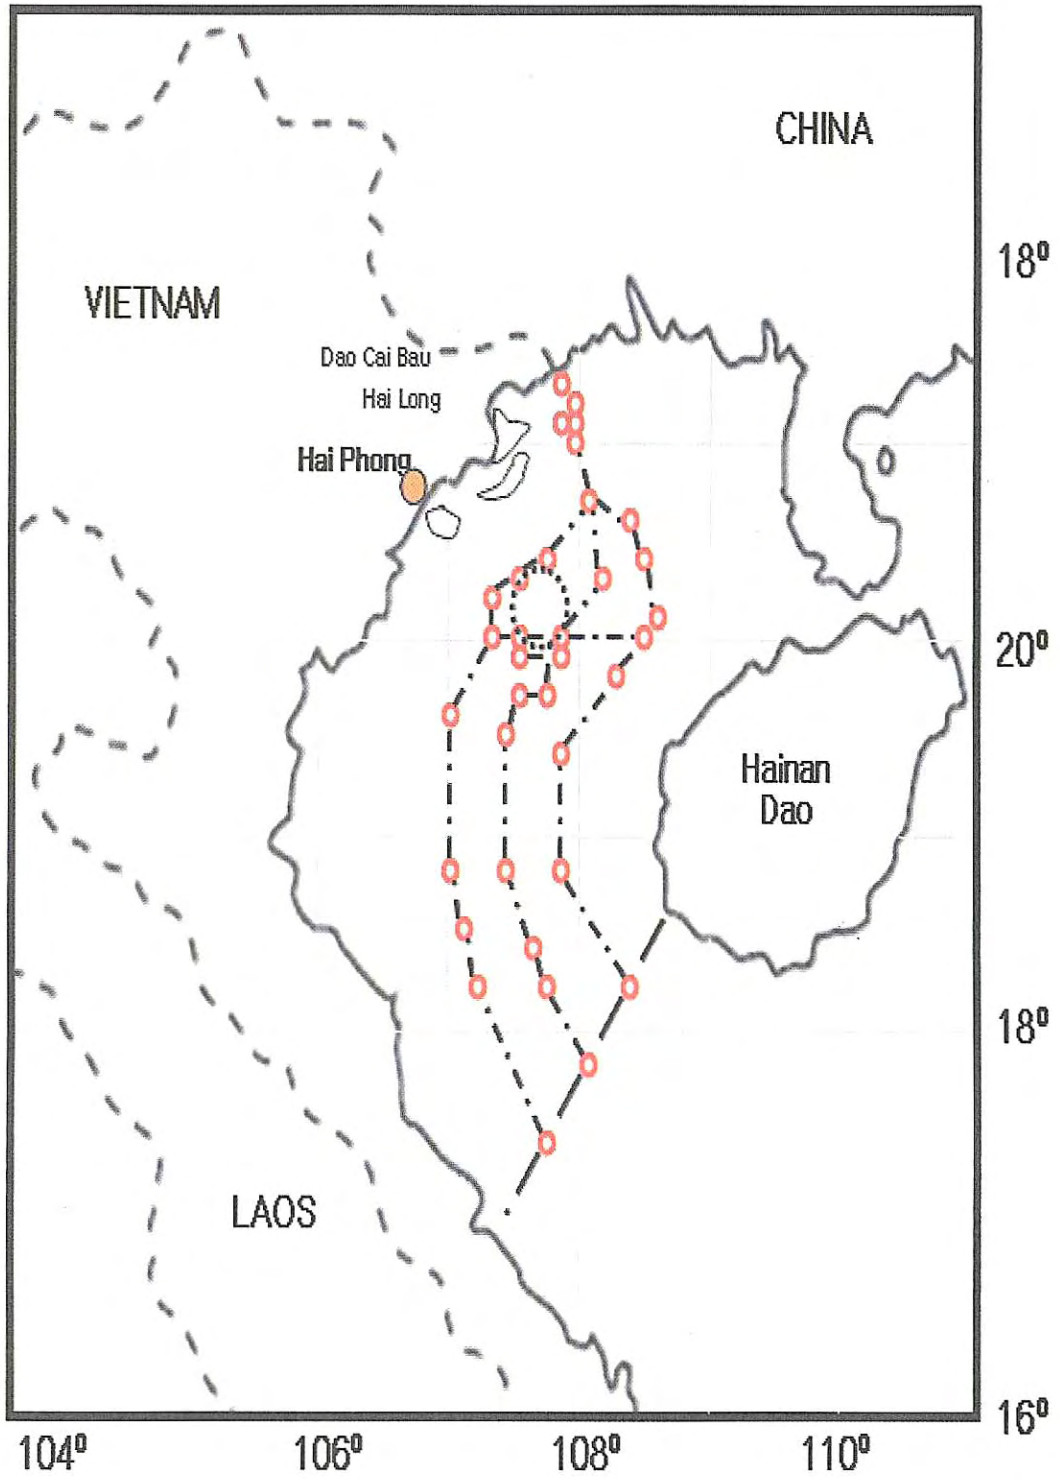 CHINA
18⁰
VIETNAM
Dao Cai Bau
Hai Long
Hai Phong
20⁰
Hainan
Dao
18⁰
LAOS
16⁰
104⁰ 106⁰ 108⁰ 110⁰